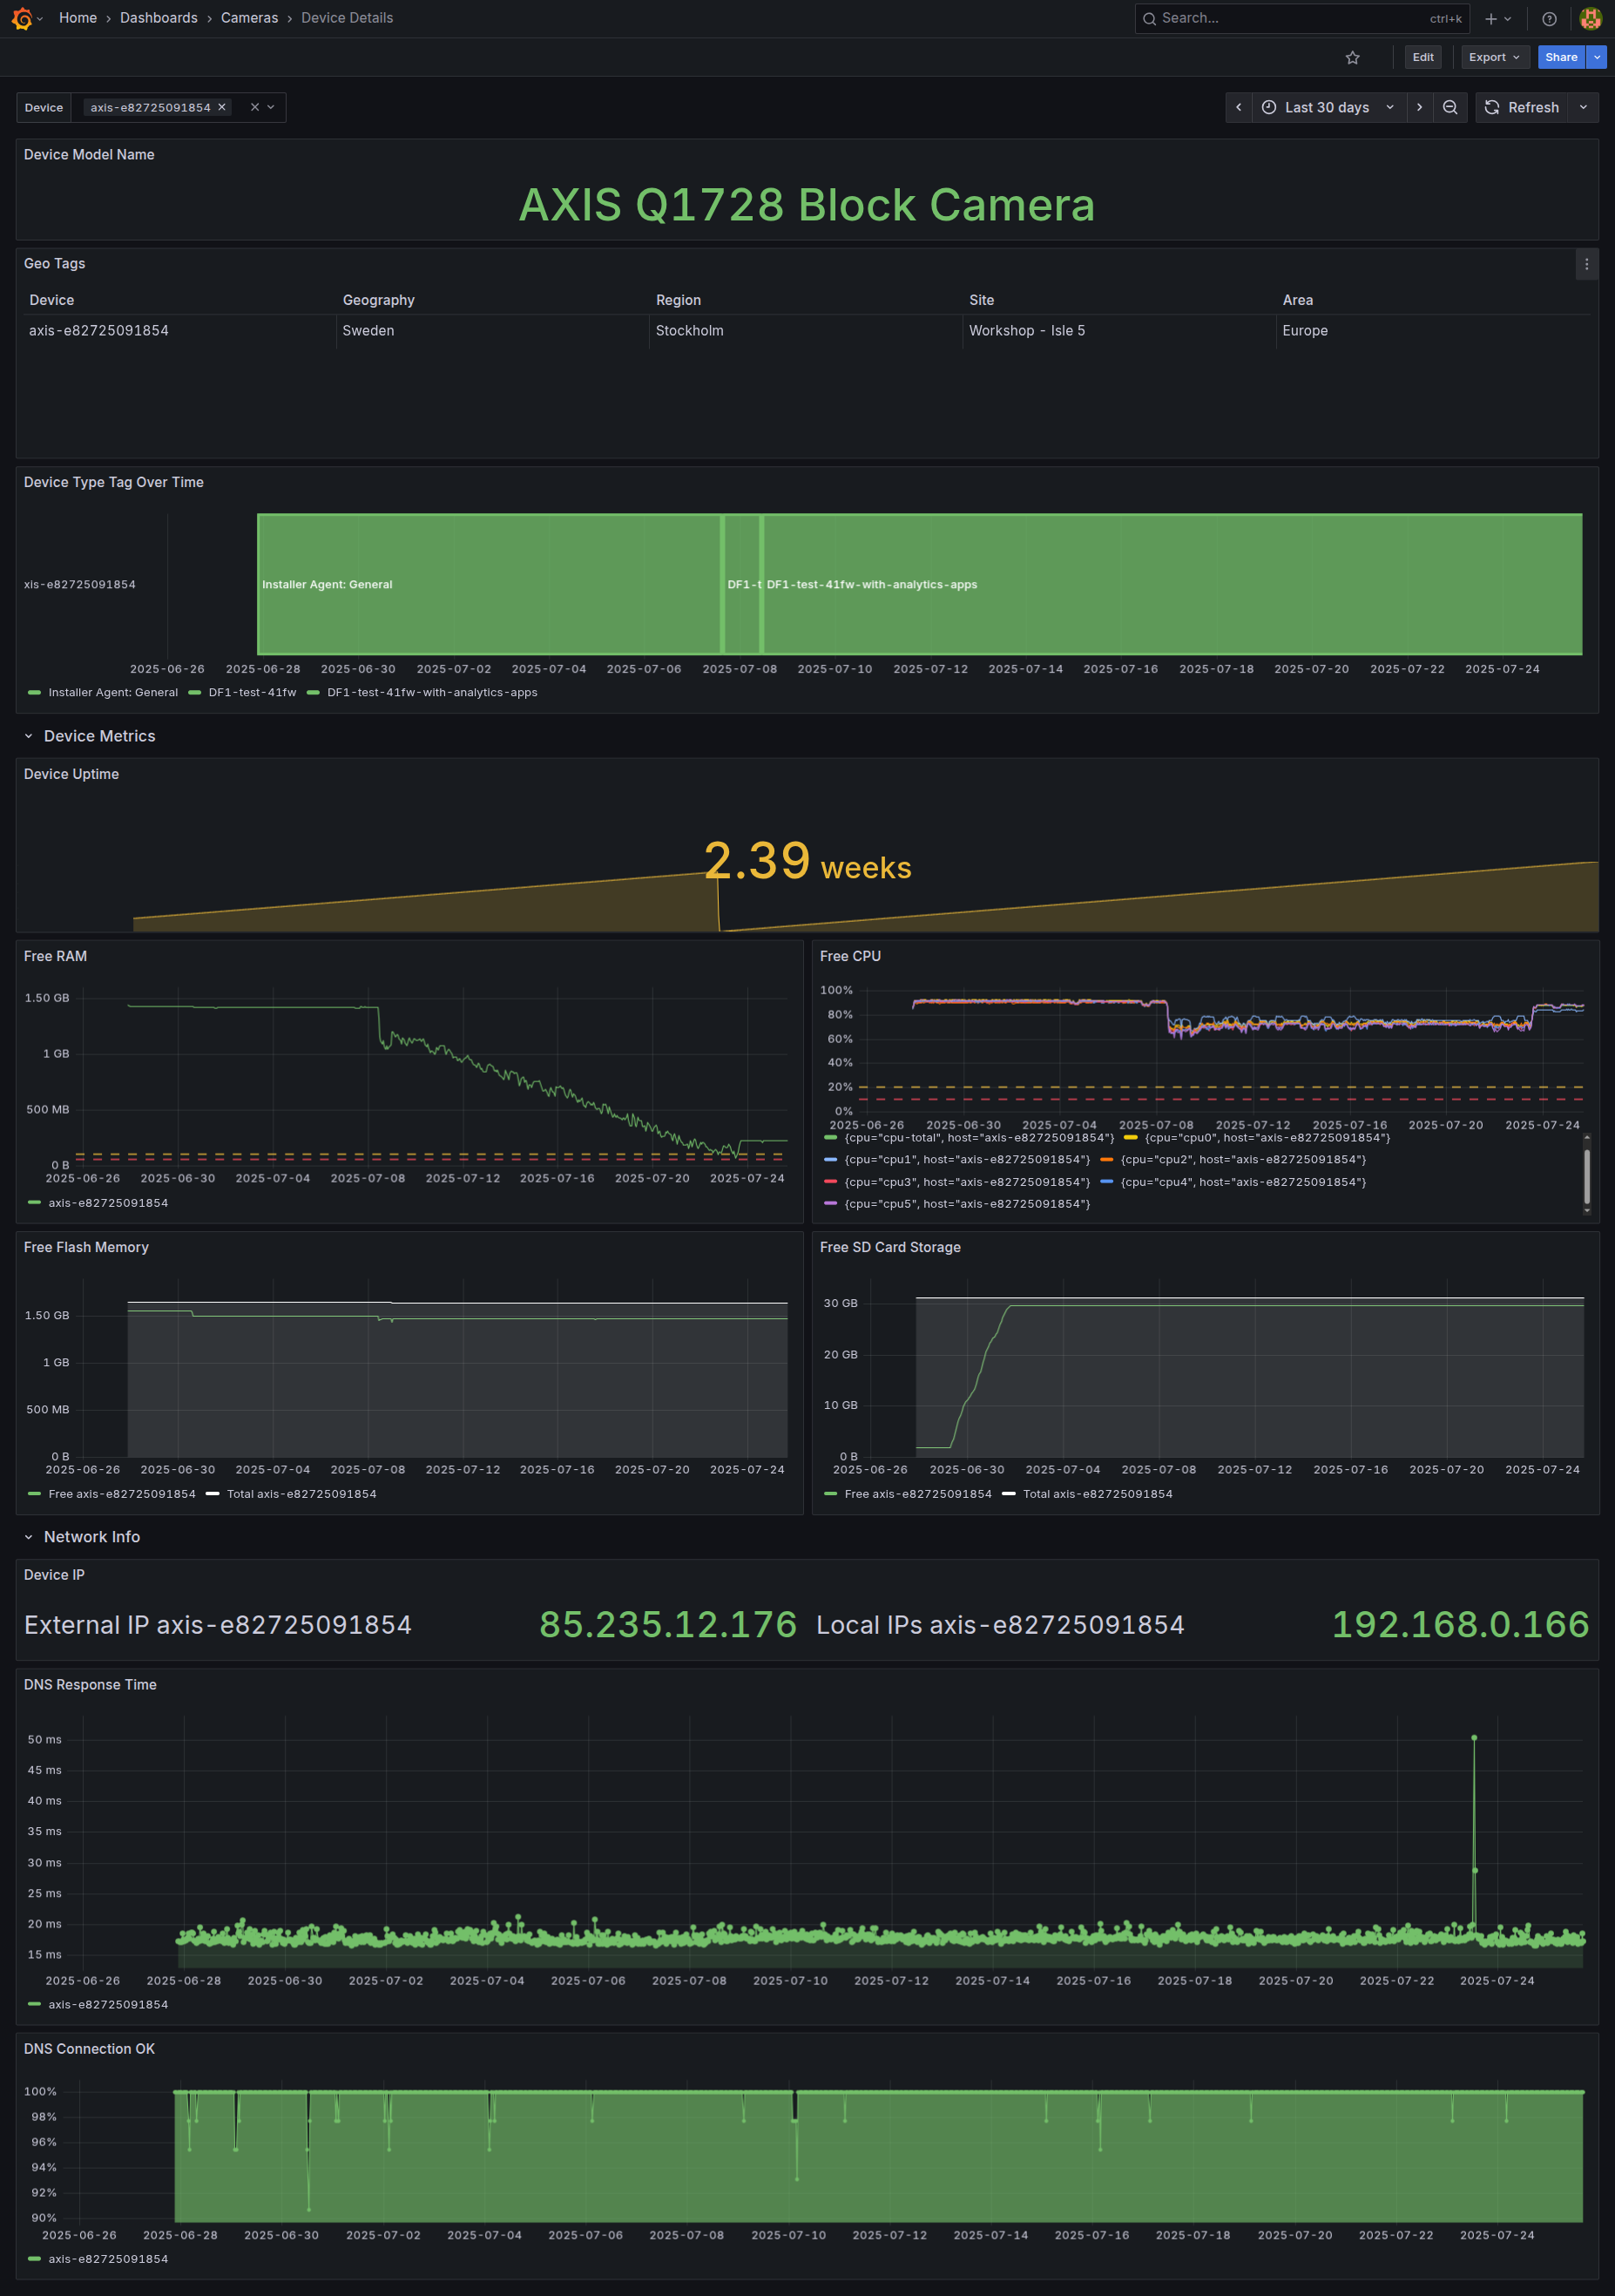 Home › Dashboards › Cameras › Device Details
Search... ctrl+k
Edit Export Share
Device axis-e82725091854
Last 30 days Refresh
Device Model Name
AXIS Q1728 Block Camera
Geo Tags
Device Geography Region Site Area
axis-e82725091854 Sweden Stockholm Workshop - Isle 5 Europe
Device Type Tag Over Time
xis-e82725091854
Installer Agent: General DF1-t DF1-test-41fw-with-analytics-apps
2025-06-26 2025-06-28 2025-06-30 2025-07-02 2025-07-04 2025-07-06 2025-07-08 2025-07-10 2025-07-12 2025-07-14 2025-07-16 2025-07-18 2025-07-20 2025-07-22 2025-07-24
Installer Agent: General DF1-test-41fw DF1-test-41fw-with-analytics-apps
Device Metrics
Device Uptime
2.39 weeks
Free RAM
1.50 GB
1 GB
500 MB
0 B
2025-06-26 2025-06-30 2025-07-04 2025-07-08 2025-07-12 2025-07-16 2025-07-20 2025-07-24
axis-e82725091854
Free CPU
100%
80%
60%
40%
20%
0%
2025-06-26 2025-06-30 2025-07-04 2025-07-08 2025-07-12 2025-07-16 2025-07-20 2025-07-24
{cpu="cpu-total", host="axis-e82725091854"} {cpu="cpu0", host="axis-e82725091854"}
{cpu="cpu1", host="axis-e82725091854"} {cpu="cpu2", host="axis-e82725091854"}
{cpu="cpu3", host="axis-e82725091854"} {cpu="cpu4", host="axis-e82725091854"}
{cpu="cpu5", host="axis-e82725091854"}
Free Flash Memory
1.50 GB
1 GB
500 MB
0 B
2025-06-26 2025-06-30 2025-07-04 2025-07-08 2025-07-12 2025-07-16 2025-07-20 2025-07-24
Free axis-e82725091854 Total axis-e82725091854
Free SD Card Storage
30 GB
20 GB
10 GB
0 B
2025-06-26 2025-06-30 2025-07-04 2025-07-08 2025-07-12 2025-07-16 2025-07-20 2025-07-24
Free axis-e82725091854 Total axis-e82725091854
Network Info
Device IP
External IP axis-e82725091854 85.235.12.176 Local IPs axis-e82725091854 192.168.0.166
DNS Response Time
50 ms
45 ms
40 ms
35 ms
30 ms
25 ms
20 ms
15 ms
2025-06-26 2025-06-28 2025-06-30 2025-07-02 2025-07-04 2025-07-06 2025-07-08 2025-07-10 2025-07-12 2025-07-14 2025-07-16 2025-07-18 2025-07-20 2025-07-22 2025-07-24
axis-e82725091854
DNS Connection OK
100%
98%
96%
94%
92%
90%
2025-06-26 2025-06-28 2025-06-30 2025-07-02 2025-07-04 2025-07-06 2025-07-08 2025-07-10 2025-07-12 2025-07-14 2025-07-16 2025-07-18 2025-07-20 2025-07-22 2025-07-24
axis-e82725091854